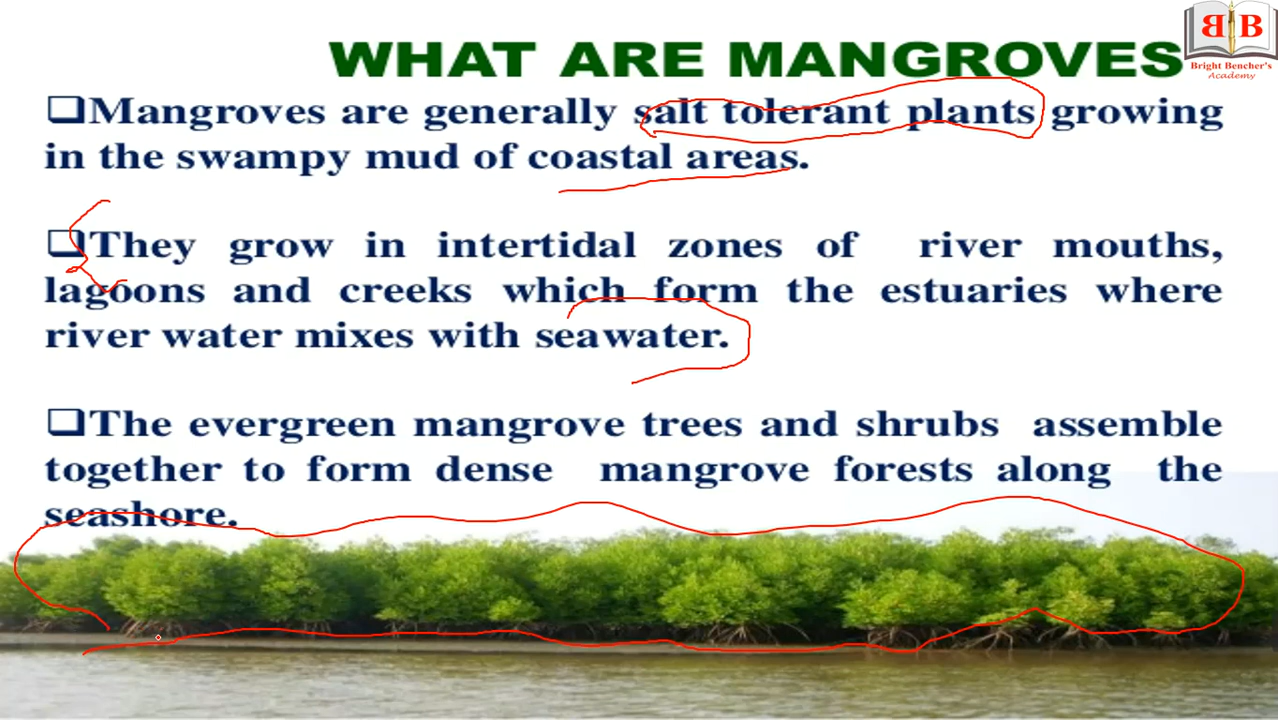 WHAT ARE MANGROVES
BB
Bright Bencher's
Academy
❑Mangroves are generally salt tolerant plants growing
in the swampy mud of coastal areas.
❑They grow in intertidal zones of river mouths,
lagoons and creeks which form the estuaries where
river water mixes with seawater.
❑The evergreen mangrove trees and shrubs assemble
together to form dense mangrove forests along the
seashore.